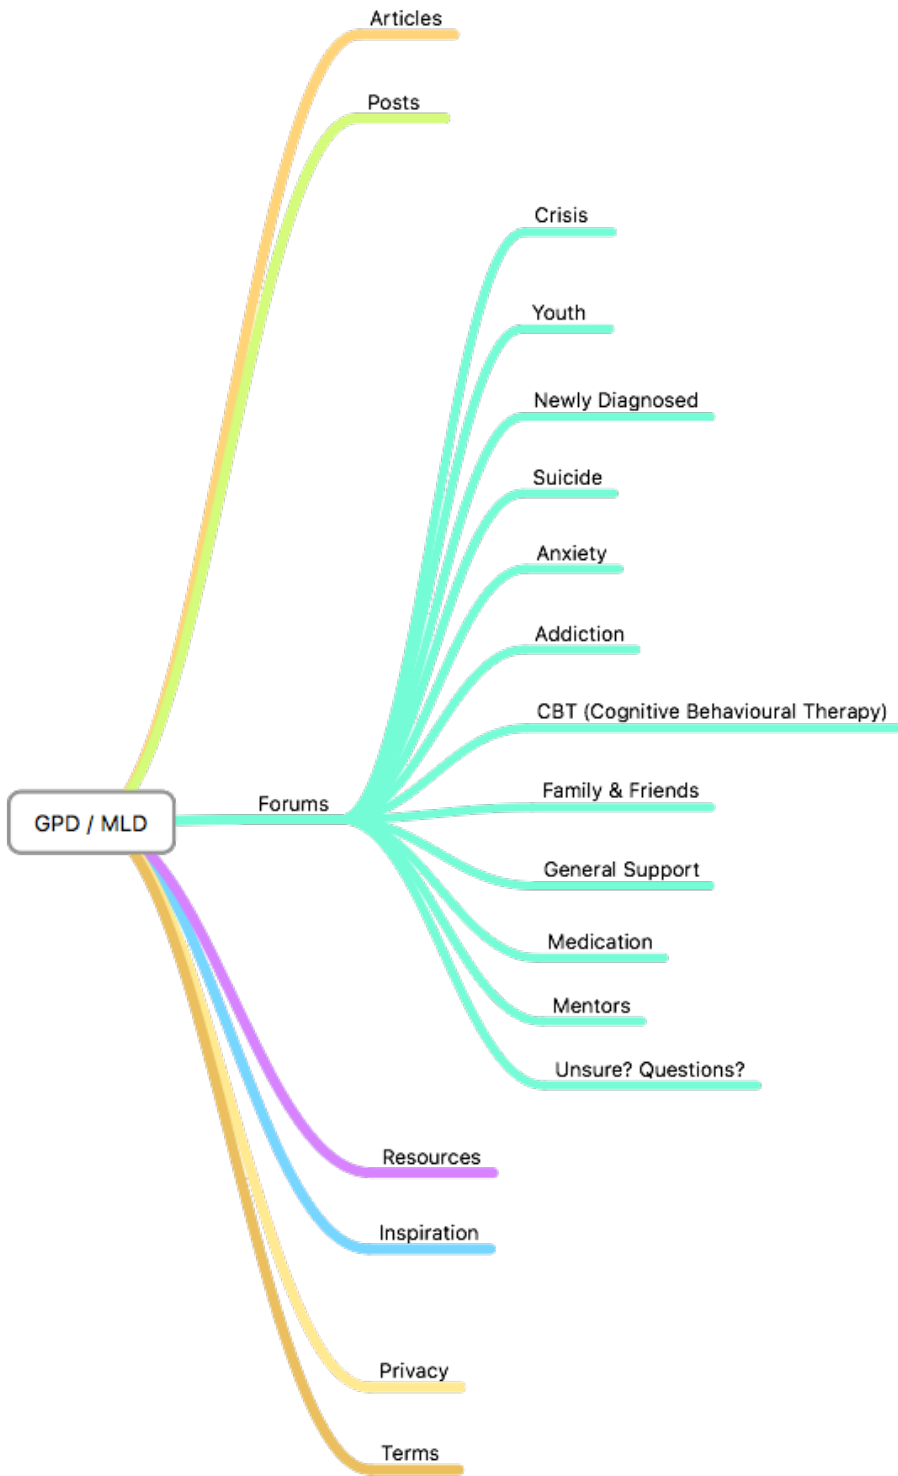 Articles
Posts
Crisis
Youth
Newly Diagnosed
Suicide
Anxiety
Addiction
CBT (Cognitive Behavioural Therapy)
Family & Friends
Forums
GPD / MLD
General Support
Medication
Mentors
Unsure? Questions?
Resources
Inspiration
Privacy
Terms